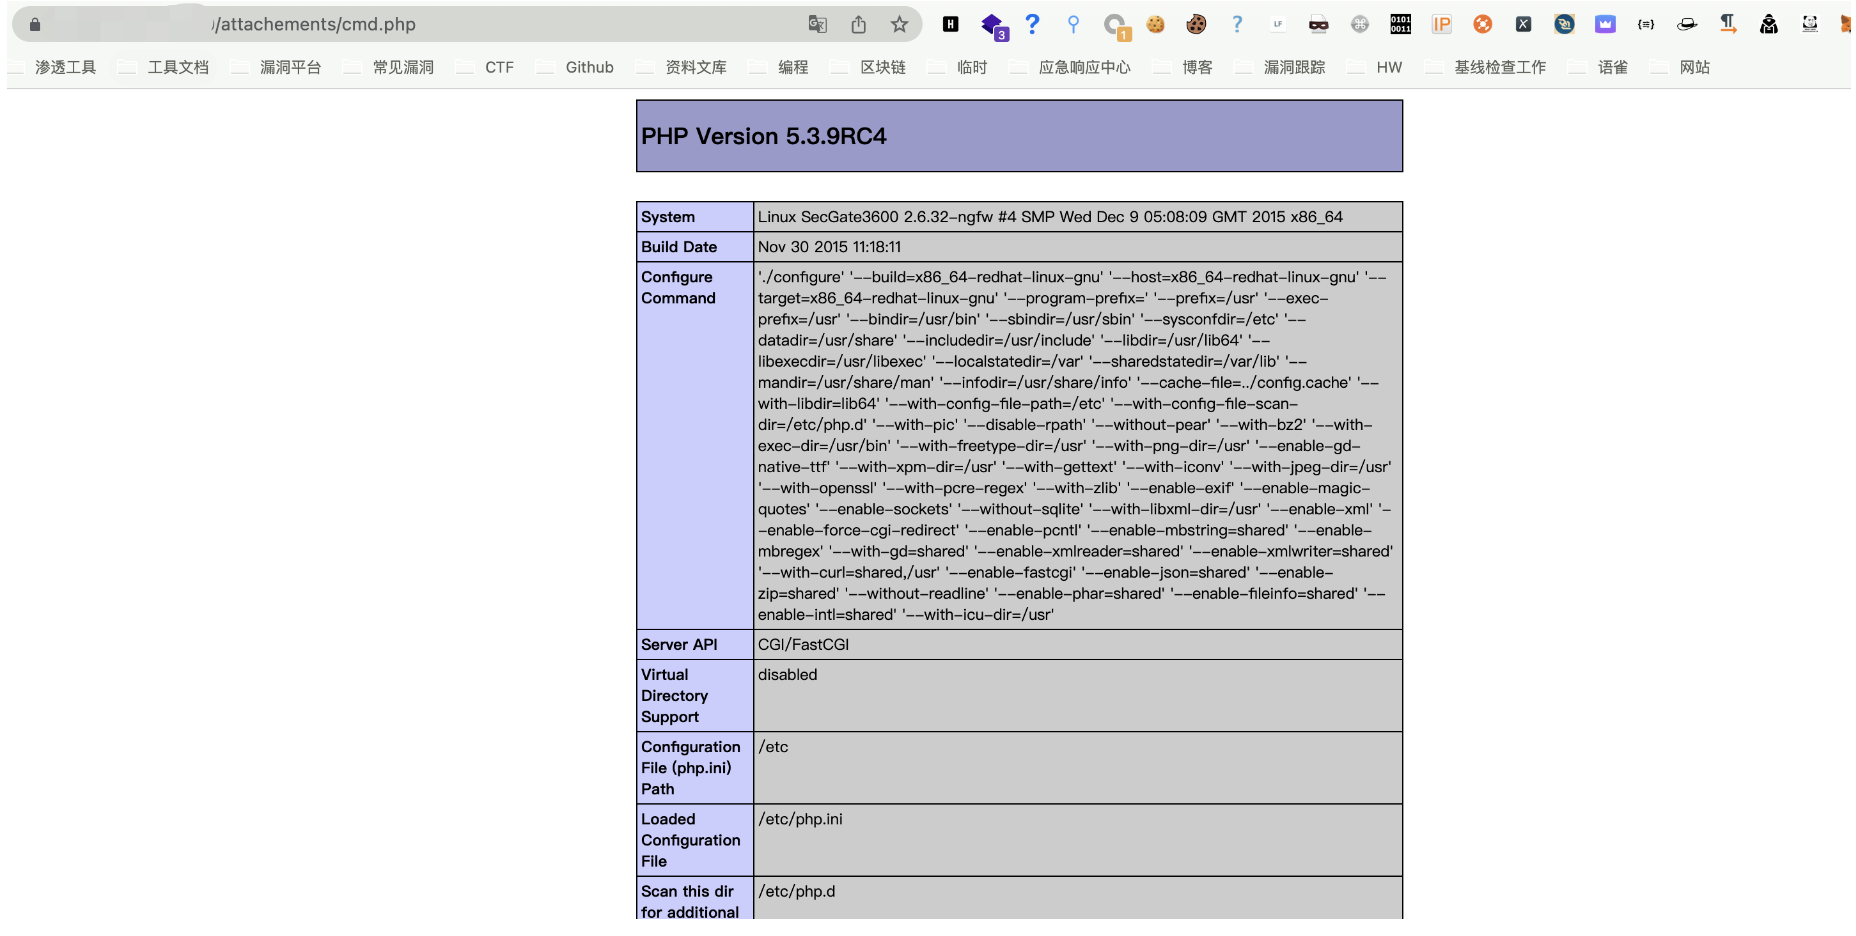 /attachements/cmd.php
H
3
?
1
?
LF
0101
0011
IP
X
渗透工具 工具文档 漏洞平台 常见漏洞 CTF Github 资料文库 编程 区块链 临时 应急响应中心 博客 漏洞跟踪 HW 基线检查工作 语雀 网站
PHP Version 5.3.9RC4
System Linux SecGate3600 2.6.32-ngfw #4 SMP Wed Dec 9 05:08:09 GMT 2015 x86_64
Build Date Nov 30 2015 11:18:11
Configure './configure' '--build=x86_64-redhat-linux-gnu' '--host=x86_64-redhat-linux-gnu' '--
Command target=x86_64-redhat-linux-gnu' '--program-prefix=' '--prefix=/usr' '--exec-
prefix=/usr' '--bindir=/usr/bin' '--sbindir=/usr/sbin' '--sysconfdir=/etc' '--
datadir=/usr/share' '--includedir=/usr/include' '--libdir=/usr/lib64' '--
libexecdir=/usr/libexec' '--localstatedir=/var' '--sharedstatedir=/var/lib' '--
mandir=/usr/share/man' '--infodir=/usr/share/info' '--cache-file=../config.cache' '--
with-libdir=lib64' '--with-config-file-path=/etc' '--with-config-file-scan-
dir=/etc/php.d' '--with-pic' '--disable-rpath' '--without-pear' '--with-bz2' '--with-
exec-dir=/usr/bin' '--with-freetype-dir=/usr' '--with-png-dir=/usr' '--enable-gd-
native-ttf' '--with-xpm-dir=/usr' '--with-gettext' '--with-iconv' '--with-jpeg-dir=/usr'
'--with-openssl' '--with-pcre-regex' '--with-zlib' '--enable-exif' '--enable-magic-
quotes' '--enable-sockets' '--without-sqlite' '--with-libxml-dir=/usr' '--enable-xml' '-
-enable-force-cgi-redirect' '--enable-pcntl' '--enable-mbstring=shared' '--enable-
mbregex' '--with-gd=shared' '--enable-xmlreader=shared' '--enable-xmlwriter=shared'
'--with-curl=shared,/usr' '--enable-fastcgi' '--enable-json=shared' '--enable-
zip=shared' '--without-readline' '--enable-phar=shared' '--enable-fileinfo=shared' '--
enable-intl=shared' '--with-icu-dir=/usr'
Server API CGI/FastCGI
Virtual disabled
Directory
Support
Configuration /etc
File (php.ini)
Path
Loaded /etc/php.ini
Configuration
File
Scan this dir /etc/php.d
for additional